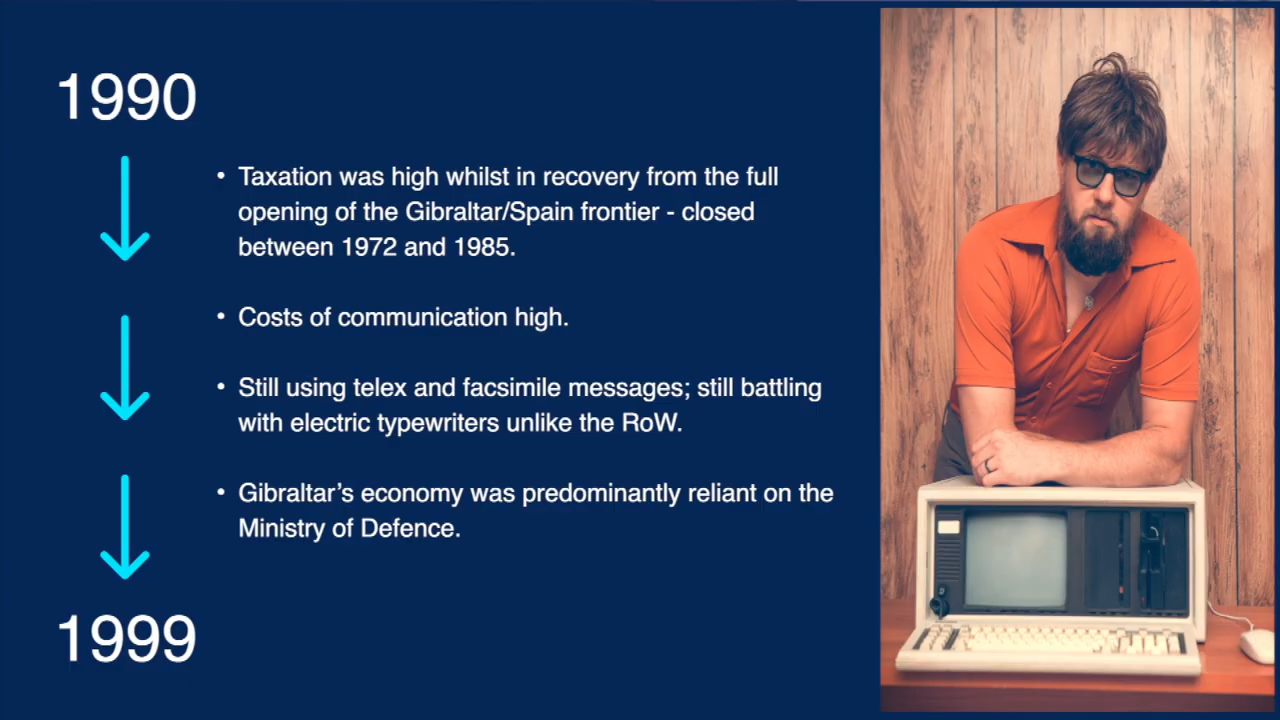 1990
• Taxation was high whilst in recovery from the full
opening of the Gibraltar/Spain frontier - closed
between 1972 and 1985.
• Costs of communication high.
• Still using telex and facsimile messages; still battling
with electric typewriters unlike the RoW.
• Gibraltar’s economy was predominantly reliant on the
Ministry of Defence.
1999